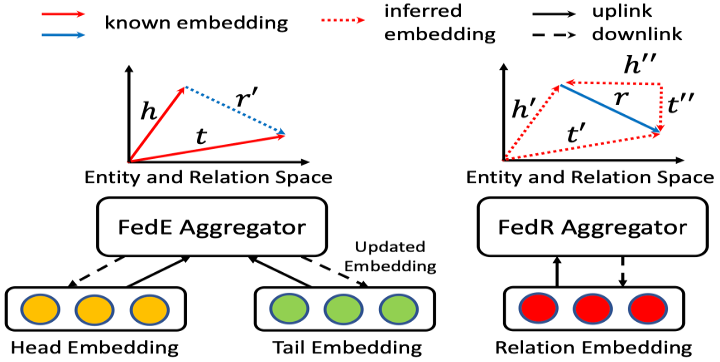 known embedding
inferred
embedding
uplink
downlink
h
r′
t
h′
r
h′′
t′′
t′
Entity and Relation Space
Entity and Relation Space
FedE Aggregator
FedR Aggregator
Updated
Embedding
Head Embedding
Tail Embedding
Relation Embedding